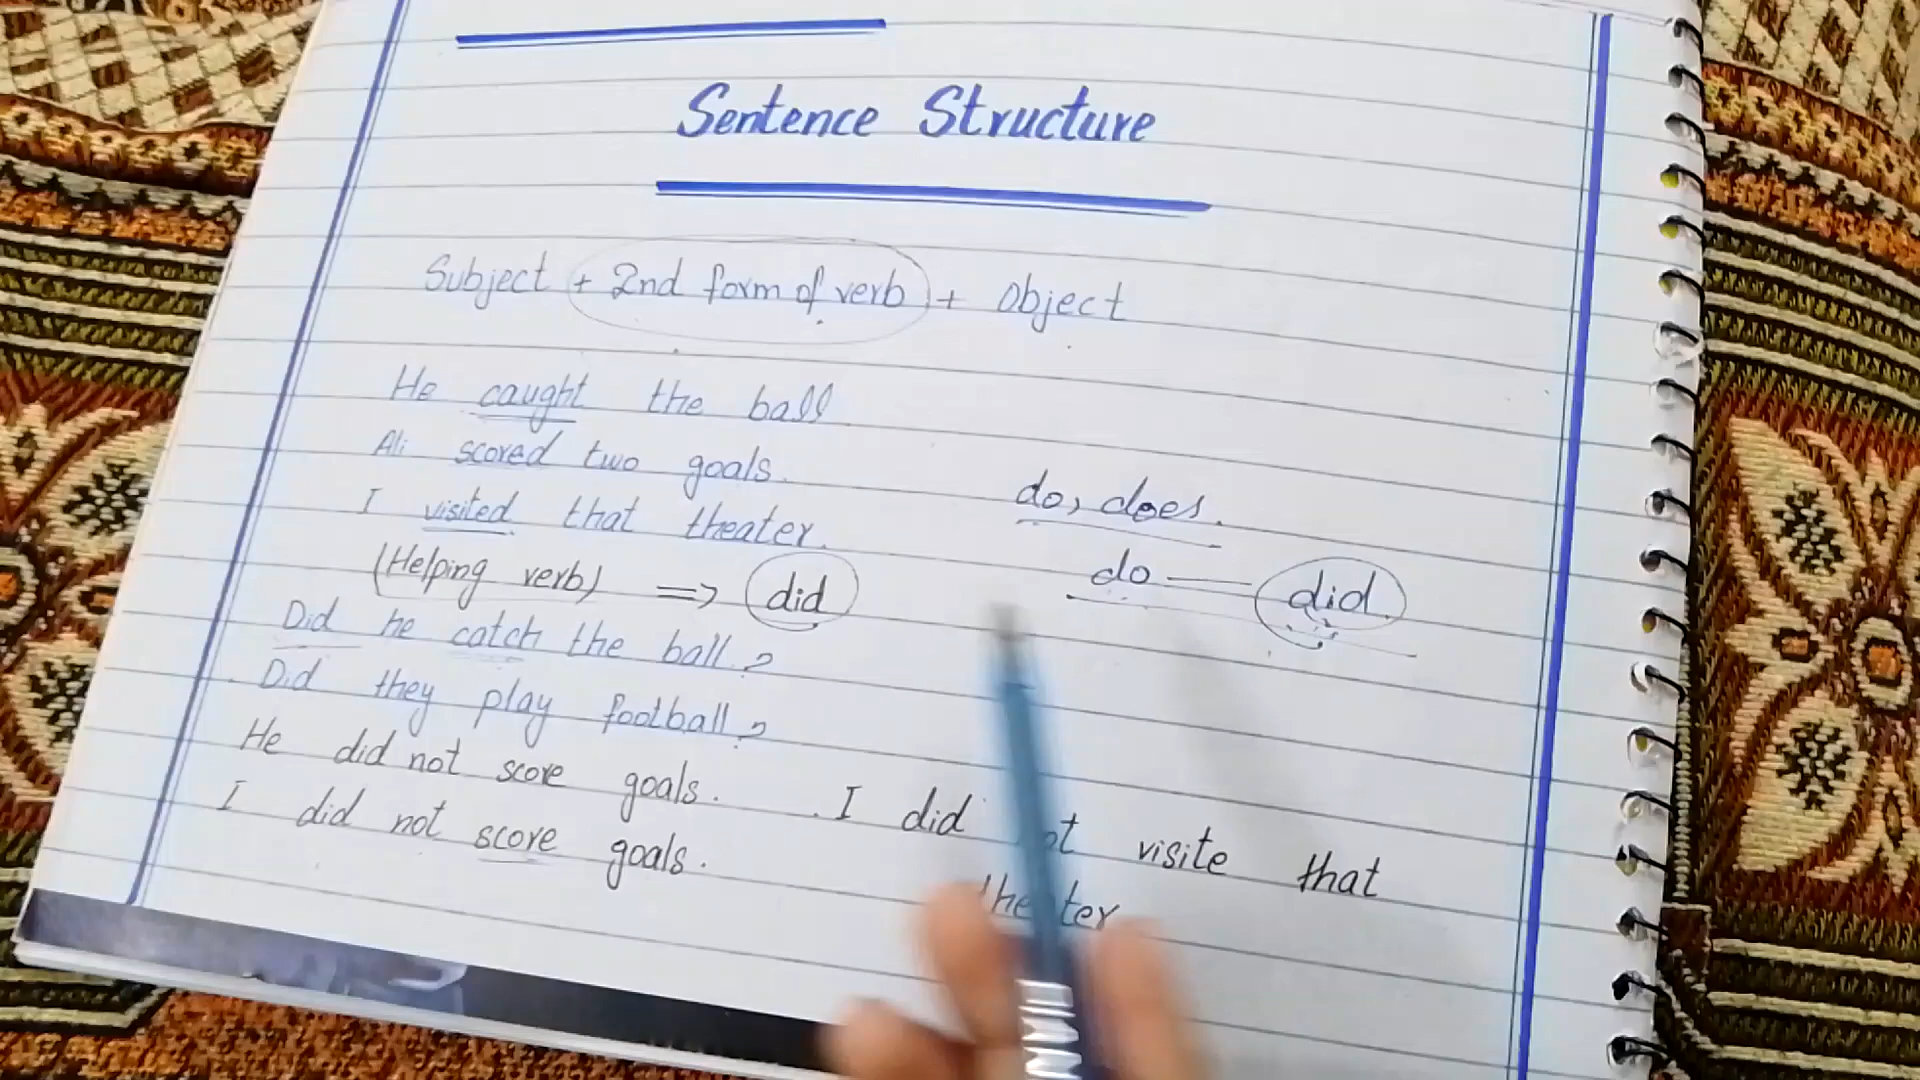 Sentence Structure
Subject + 2nd form of verb + Object
He caught the ball
Ali scored two goals.
I visited that theater.
(Helping verb) => did
Did he catch the ball?
Did they play football?
He did not score goals.
I did not score goals.
do, does.
do — did
I did visite that